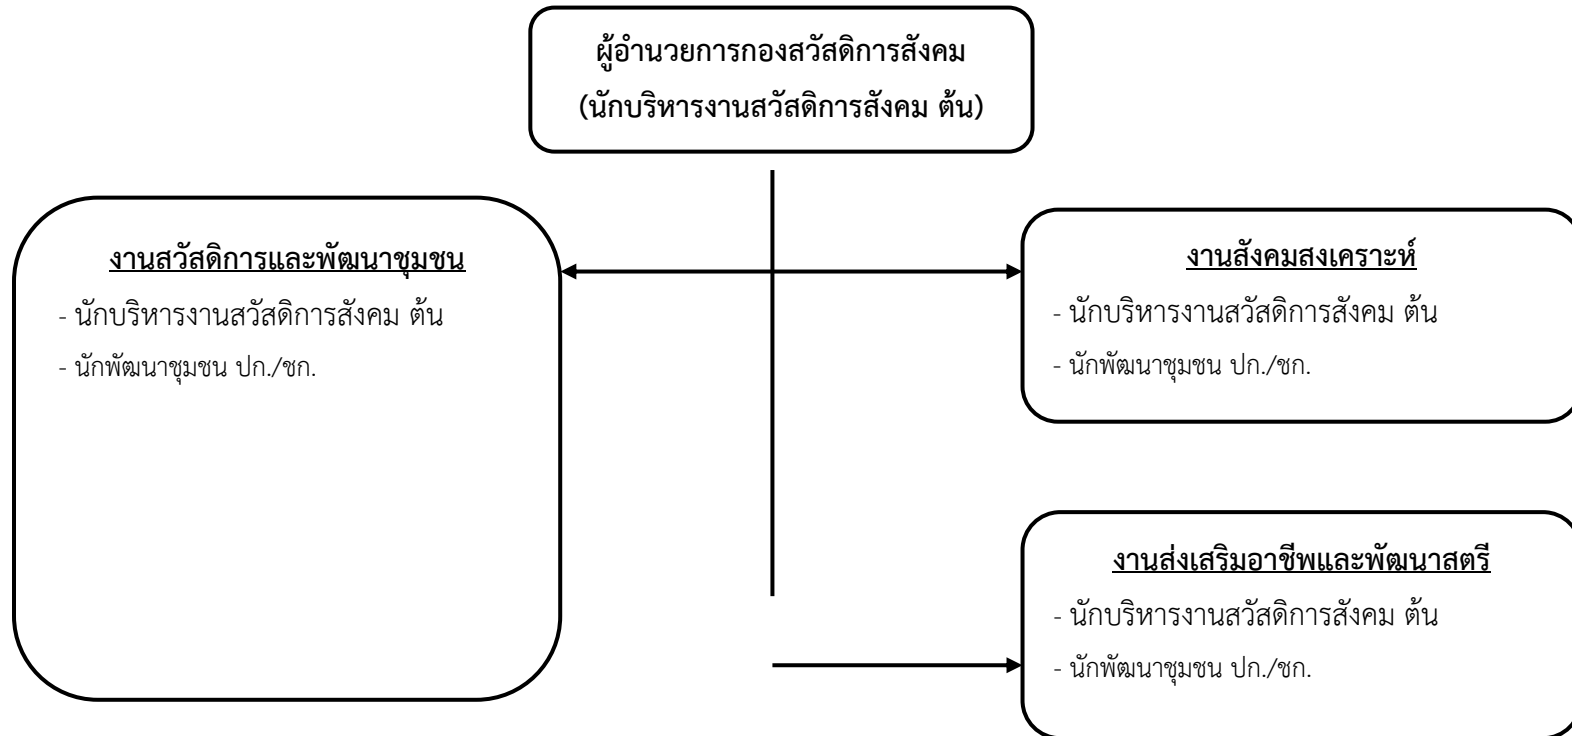 ผู้อำนวยการกองสวัสดิการสังคม
(นักบริหารงานสวัสดิการสังคม ต้น)
งานสวัสดิการและพัฒนาชุมชน
- นักบริหารงานสวัสดิการสังคม ต้น
- นักพัฒนาชุมชน ปก./ชก.
งานสังคมสงเคราะห์
- นักบริหารงานสวัสดิการสังคม ต้น
- นักพัฒนาชุมชน ปก./ชก.
งานส่งเสริมอาชีพและพัฒนาสตรี
- นักบริหารงานสวัสดิการสังคม ต้น
- นักพัฒนาชุมชน ปก./ชก.